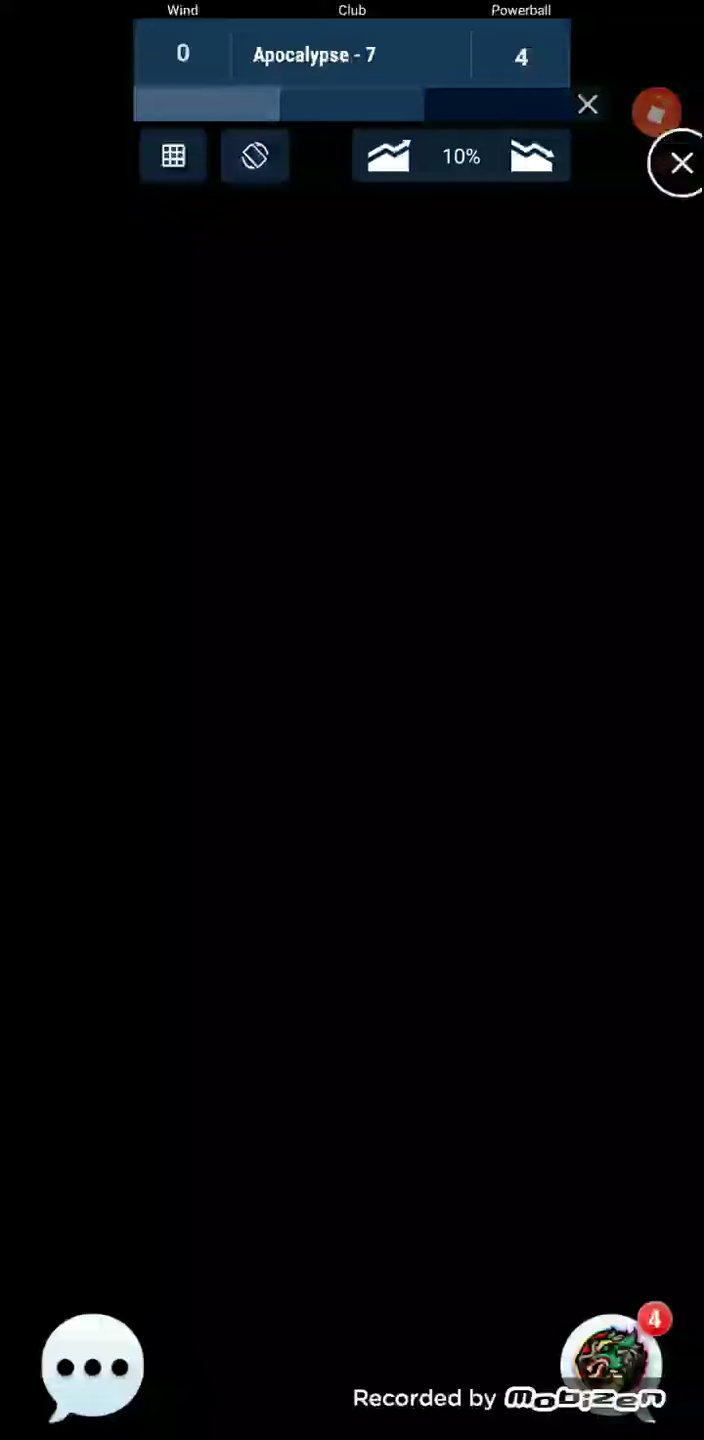 Wind Club Powerball
0 Apocalypse - 7 4
10%
4
Recorded by mobizen